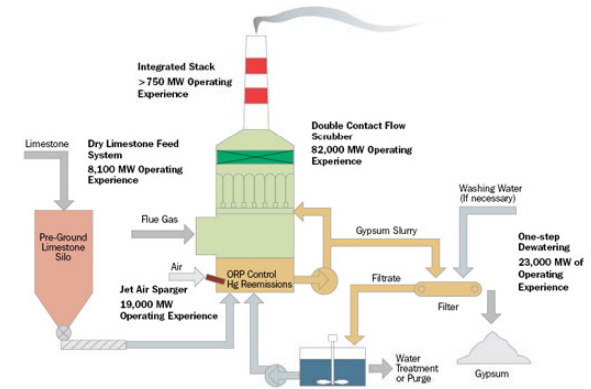 Integrated Stack
>750 MW Operating
Experience
Double Contact Flow
Scrubber
82,000 MW Operating
Experience
Limestone
Dry Limestone Feed
System
8,100 MW Operating
Experience
Washing Water
(If necessary)
Flue Gas
Gypsum Slurry
Pre-Ground
Limestone
Silo
One-step
Dewatering
23,000 MW of
Operating
Experience
Air
ORP Control
Hg Reemissions
Filtrate
Jet Air Sparger
19,000 MW
Operating Experience
Filter
Water
Treatment
or Purge
Gypsum